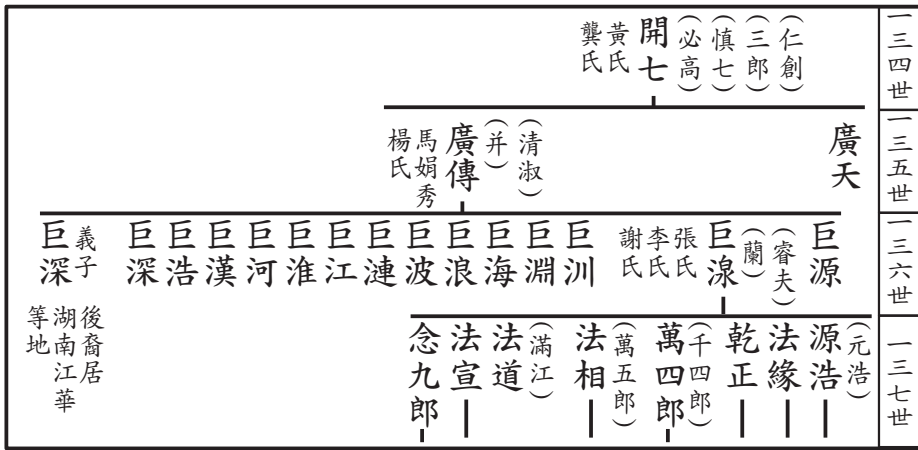 一三四世
（仁創）
（三郎）
（慎七）
（必高）
開七
黃氏
龔氏
一三五世
廣天
（清淑）
（并）
廣傳
馬娟秀
楊氏
一三六世
巨源
（睿夫）
（蘭）
巨湶
張氏
李氏
謝氏
巨汌
巨淵
巨海
巨浪
巨波
巨漣
巨江
巨淮
巨河
巨漢
巨浩
巨深
義子
巨深
後裔居
湖南江華
等地
一三七世
（元浩）
源浩
法緣
乾正
（千四郎）
萬四郎
（萬五郎）
法相
（滿江）
法道
法宣
念九郎